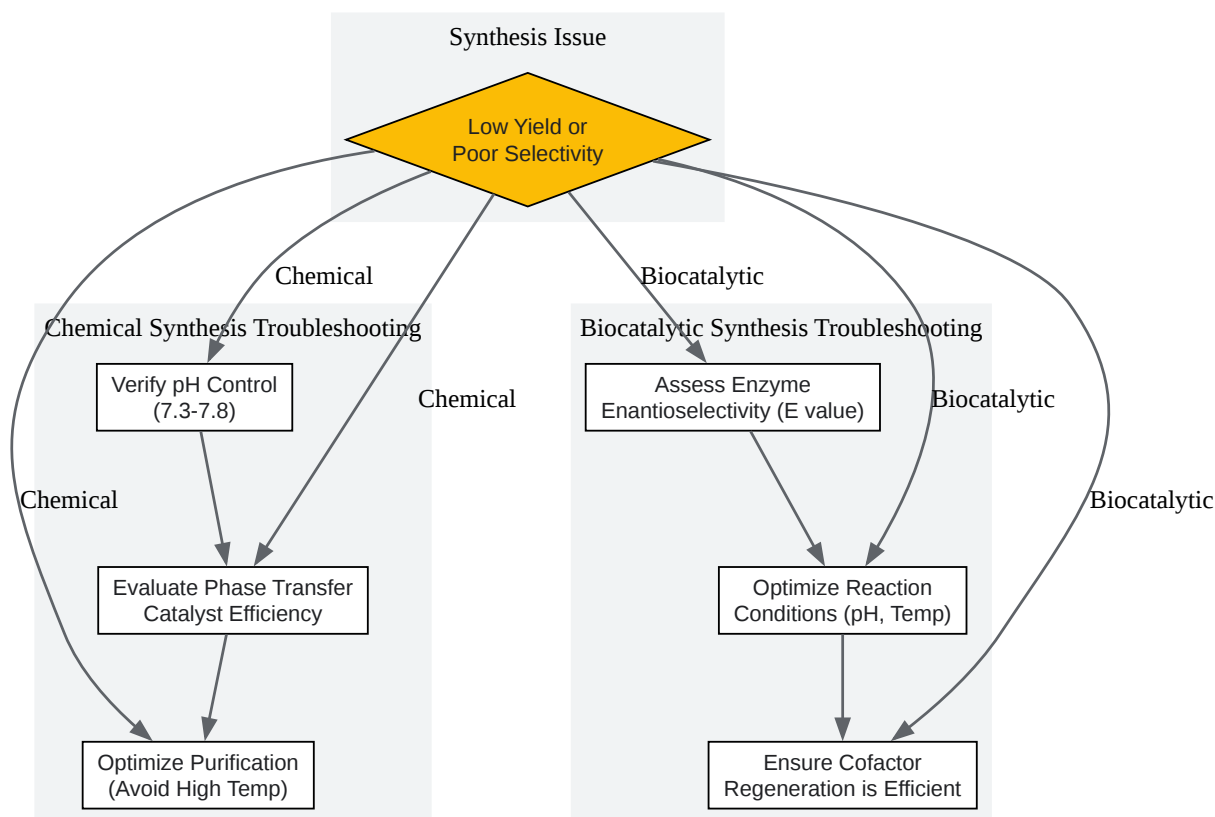 Synthesis Issue
Low Yield or
Poor Selectivity
Chemical
Biocatalytic
Chemical Synthesis Troubleshooting
Biocatalytic Synthesis Troubleshooting
Verify pH Control
(7.3-7.8)
Chemical
Assess Enzyme
Enantioselectivity (E value)
Biocatalytic
Chemical
Biocatalytic
Evaluate Phase Transfer
Catalyst Efficiency
Optimize Reaction
Conditions (pH, Temp)
Optimize Purification
(Avoid High Temp)
Ensure Cofactor
Regeneration is Efficient